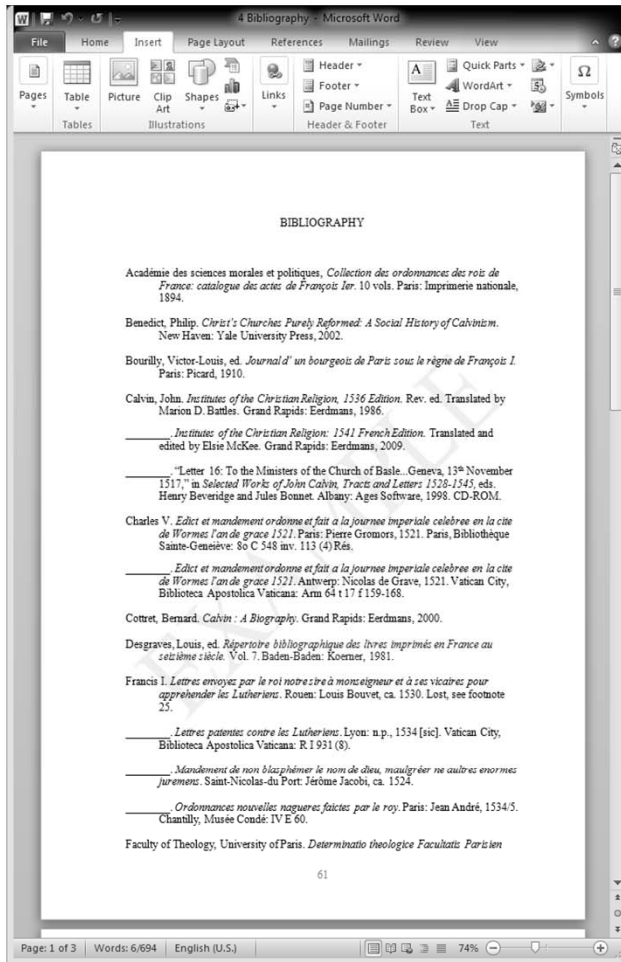 4 Bibliography - Microsoft Word
File Home Insert Page Layout References Mailings Review View
Header Quick Parts
Footer WordArt
Pages Table Picture Clip Art Shapes Links Page Number Text Box Drop Cap Symbols
Tables Illustrations Header & Footer Text
BIBLIOGRAPHY
Académie des sciences morales et politiques, Collection des ordonnances des rois de
France: catalogue des actes de François Ier. 10 vols. Paris: Imprimerie nationale,
1894.
Benedict, Philip. Christ's Churches Purely Reformed: A Social History of Calvinism.
New Haven: Yale University Press, 2002.
Bourilly, Victor-Louis, ed. Journal d' un bourgeois de Paris sous le règne de François I.
Paris: Picard, 1910.
Calvin, John. Institutes of the Christian Religion, 1536 Edition. Rev. ed. Translated by
Marion D. Battles. Grand Rapids: Eerdmans, 1986.
________. Institutes of the Christian Religion: 1541 French Edition. Translated and
edited by Elsie McKee. Grand Rapids: Eerdmans, 2009.
________. “Letter 16: To the Ministers of the Church of Basle...Geneva, 13th November
1517,” in Selected Works of John Calvin, Tracts and Letters 1528-1545, eds.
Henry Beveridge and Jules Bonnet. Albany: Ages Software, 1998. CD-ROM.
Charles V. Edict et mandement ordonne et fait a la journee imperiale celebree en la cite
de Wormes l'an de grace 1521. Paris: Pierre Gromors, 1521. Paris, Bibliothèque
Sainte-Geneiève: 8o C 548 inv. 113 (4) Rés.
________. Edict et mandement ordonne et fait a la journee imperiale celebree en la cite
de Wormes l'an de grace 1521. Antwerp: Nicolas de Grave, 1521. Vatican City,
Biblioteca Apostolica Vaticana: Arm 64 t 17 f 159-168.
Cottret, Bernard. Calvin : A Biography. Grand Rapids: Eerdmans, 2000.
Desgraves, Louis, ed. Répertoire bibliographique des livres imprimés en France au
seizième siècle. Vol. 7. Baden-Baden: Koerner, 1981.
Francis I. Lettres envoyez par le roi notre sire à monseigneur et à ses vicaires pour
apprehender les Lutheriens. Rouen: Louis Bouvet, ca. 1530. Lost, see footnote
25.
________. Lettres patentes contre les Lutheriens. Lyon: n.p., 1534 [sic]. Vatican City,
Biblioteca Apostolica Vaticana: R I 931 (8).
________. Mandement de non blasphémer le nom de dieu, maulgréer ne aultres enormes
juremens. Saint-Nicolas-du Port: Jérôme Jacobi, ca. 1524.
________. Ordonnances nouvelles nagueres faictes par le roy. Paris: Jean André, 1534/5.
Chantilly, Musée Condé: IV E 60.
Faculty of Theology, University of Paris. Determinatio theologice Facultatis Parisien
61
EXAMPLE
Page: 1 of 3 Words: 6/694 English (U.S.) 74%